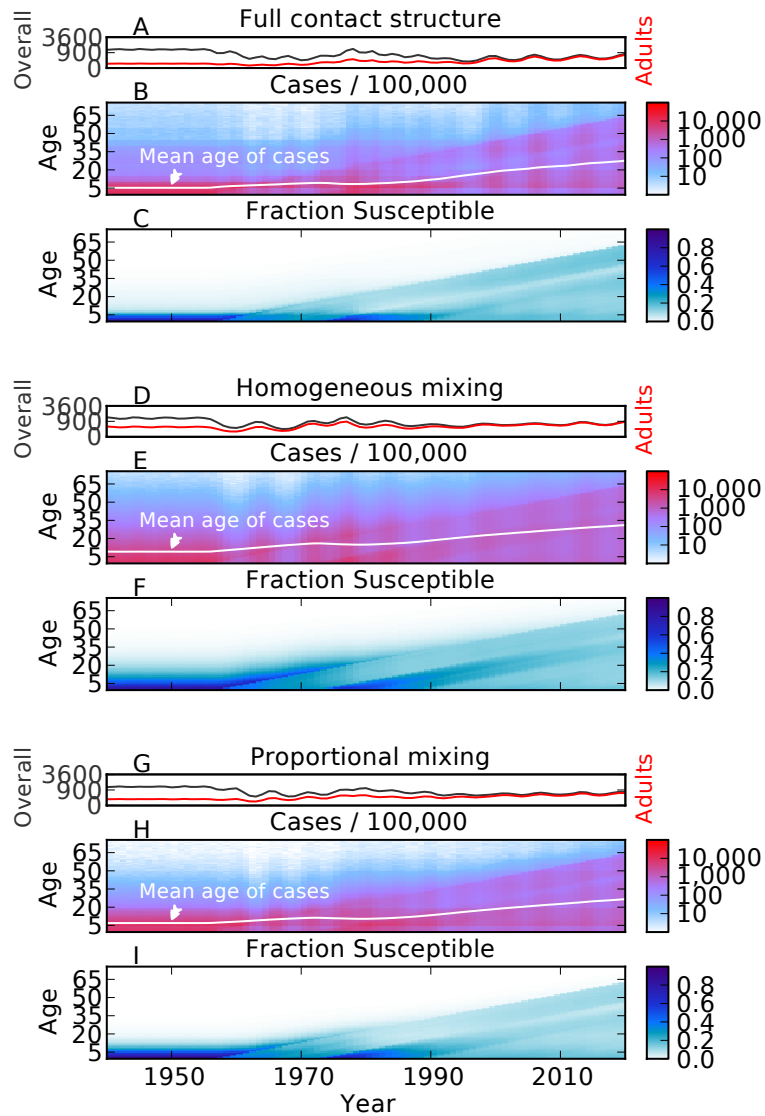 A Full contact structure
Overall
3600
900
0
Adults
B Cases / 100,000
Age
65
50
35
20
5
Mean age of cases
10,000
1,000
100
10
C Fraction Susceptible
Age
65
50
35
20
5
0.8
0.6
0.4
0.2
0.0
D Homogeneous mixing
Overall
3600
900
0
Adults
E Cases / 100,000
Age
65
50
35
20
5
Mean age of cases
10,000
1,000
100
10
F Fraction Susceptible
Age
65
50
35
20
5
0.8
0.6
0.4
0.2
0.0
G Proportional mixing
Overall
3600
900
0
Adults
H Cases / 100,000
Age
65
50
35
20
5
Mean age of cases
10,000
1,000
100
10
I Fraction Susceptible
Age
65
50
35
20
5
0.8
0.6
0.4
0.2
0.0
1950 1970 1990 2010
Year